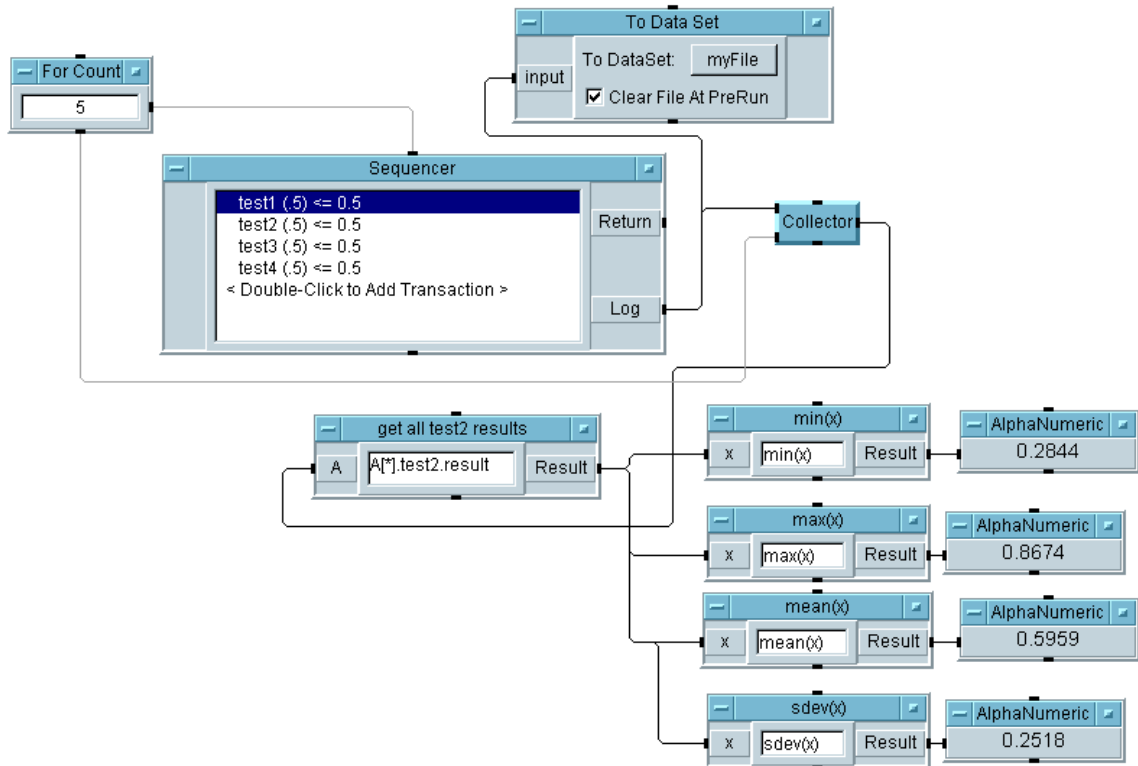 To Data Set
To DataSet: myFile
input
Clear File At PreRun
For Count
5
Sequencer
test1 (.5) <= 0.5
test2 (.5) <= 0.5
test3 (.5) <= 0.5
test4 (.5) <= 0.5
< Double-Click to Add Transaction >
Return
Log
Collector
get all test2 results
A A[*].test2.result Result
min(x)
x min(x) Result
AlphaNumeric
0.2844
max(x)
x max(x) Result
AlphaNumeric
0.8674
mean(x)
x mean(x) Result
AlphaNumeric
0.5959
sdev(x)
x sdev(x) Result
AlphaNumeric
0.2518